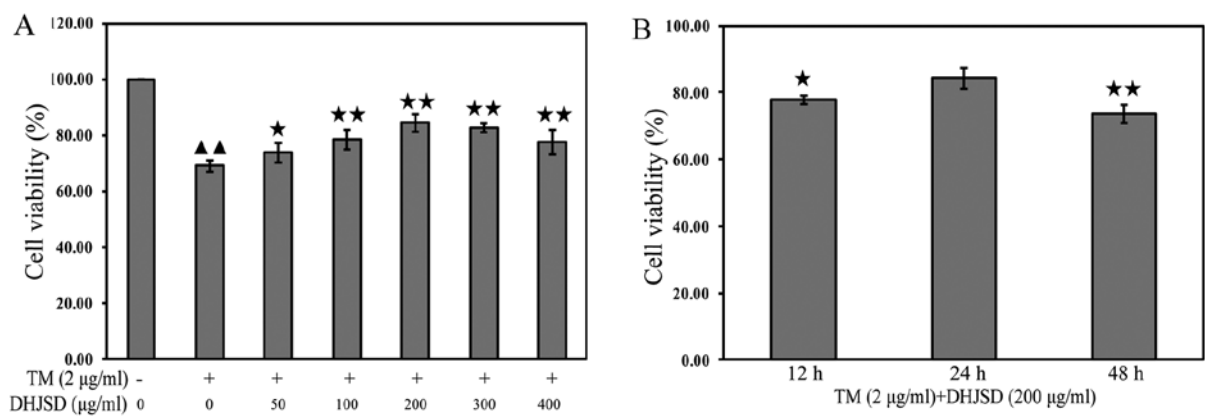 A
120.00
100.00
80.00
60.00
40.00
20.00
0.00
Cell viability (%)
▲▲
★
★★
★★
★★
★★
TM (2 μg/ml) - + + + + + +
DHJSD (μg/ml) 0 0 50 100 200 300 400
B
100.00
80.00
60.00
40.00
20.00
0.00
Cell viability (%)
★
★★
12 h 24 h 48 h
TM (2 μg/ml)+DHJSD (200 μg/ml)